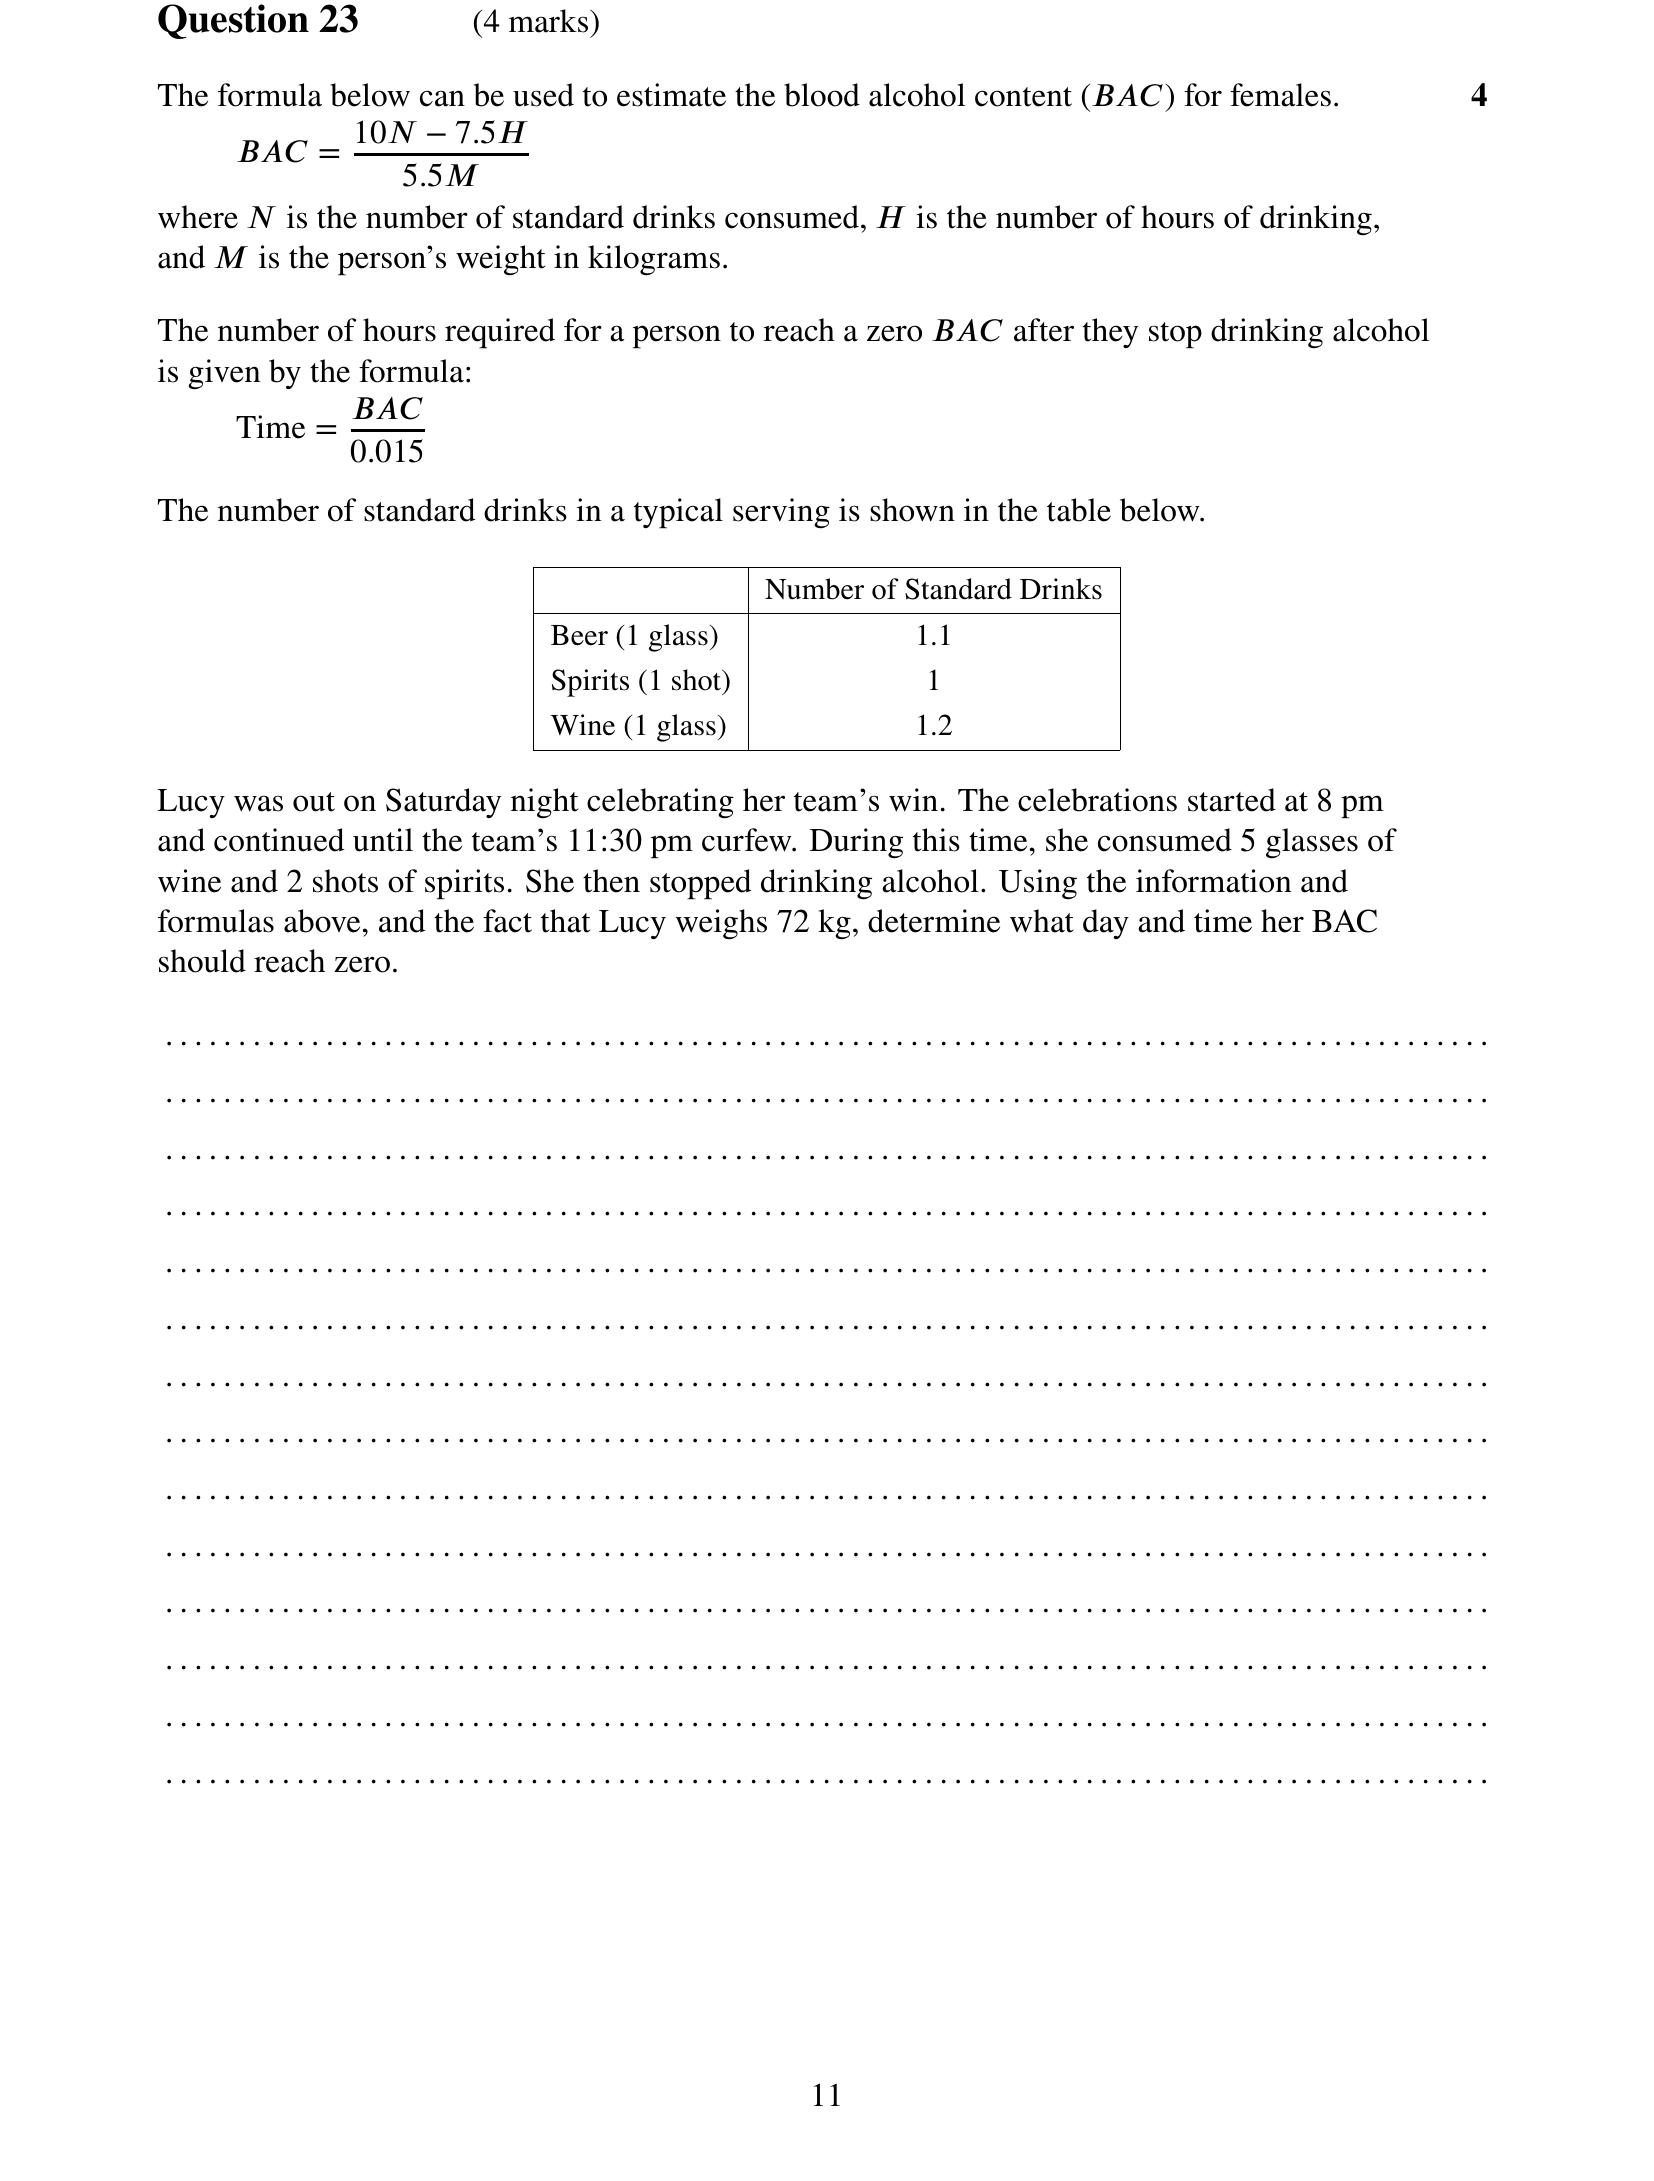 Question 23 (4 marks)
The formula below can be used to estimate the blood alcohol content (BAC) for females. 4
BAC = \frac{10N − 7.5H}{5.5M}
where N is the number of standard drinks consumed, H is the number of hours of drinking,
and M is the person’s weight in kilograms.
The number of hours required for a person to reach a zero BAC after they stop drinking alcohol
is given by the formula:
Time = \frac{BAC}{0.015}
The number of standard drinks in a typical serving is shown in the table below.
Number of Standard Drinks
Beer (1 glass) 1.1
Spirits (1 shot) 1
Wine (1 glass) 1.2
Lucy was out on Saturday night celebrating her team’s win. The celebrations started at 8 pm
and continued until the team’s 11:30 pm curfew. During this time, she consumed 5 glasses of
wine and 2 shots of spirits. She then stopped drinking alcohol. Using the information and
formulas above, and the fact that Lucy weighs 72 kg, determine what day and time her BAC
should reach zero.
11